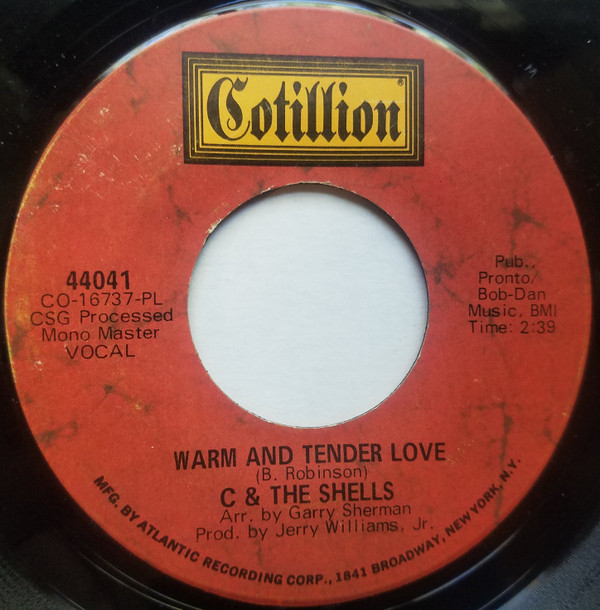 Cotillion®
44041
CO-16737-PL
CSG Processed
Mono Master
VOCAL
Pub.,
Pronto/
Bob-Dan
Music, BMI
Time: 2:39
WARM AND TENDER LOVE
(B. Robinson)
C & THE SHELLS
Arr. by Garry Sherman
Prod. by Jerry Williams, Jr.
MFG. BY ATLANTIC RECORDING CORP., 1841 BROADWAY, NEW YORK, N.Y.